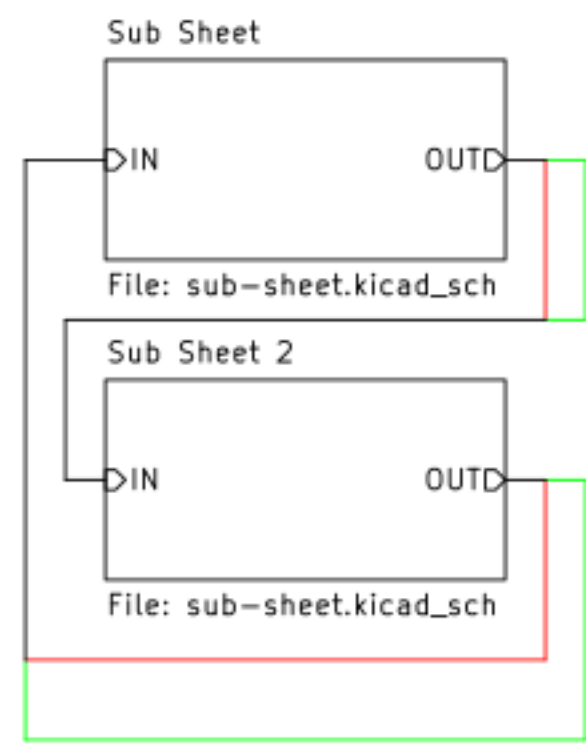 Sub Sheet
IN OUT
File: sub-sheet.kicad_sch
Sub Sheet 2
IN OUT
File: sub-sheet.kicad_sch